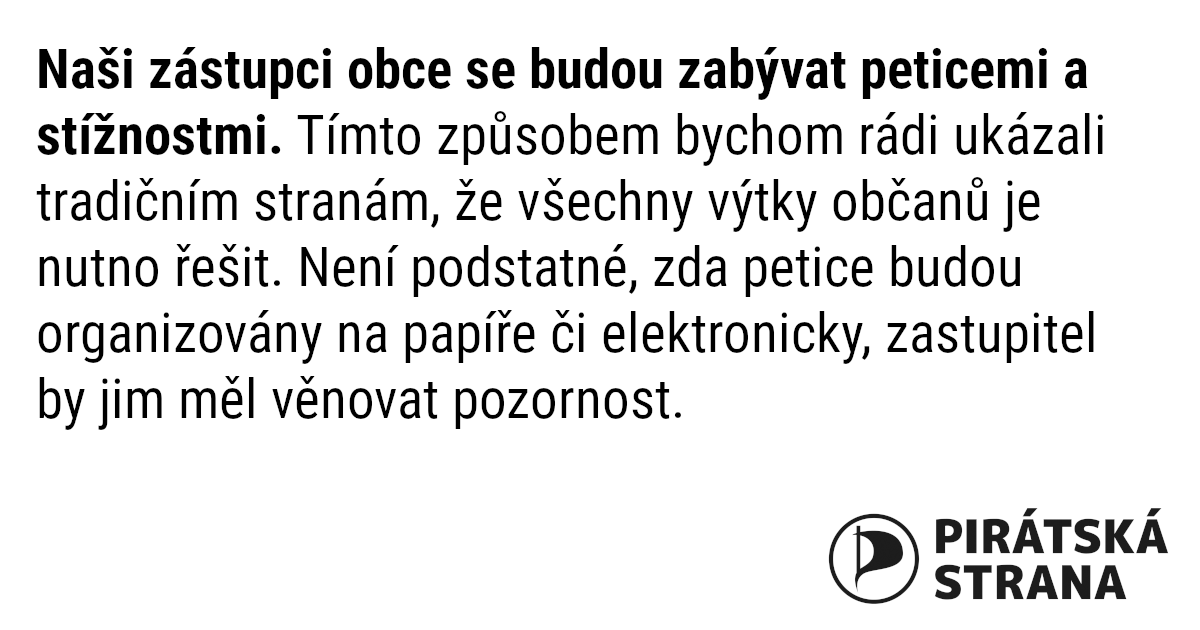 Naši zástupci obce se budou zabývat peticemi a
stížnostmi. Tímto způsobem bychom rádi ukázali
tradičním stranám, že všechny výtky občanů je
nutno řešit. Není podstatné, zda petice budou
organizovány na papíře či elektronicky, zastupitel
by jim měl věnovat pozornost.
PIRÁTSKÁ
STRANA